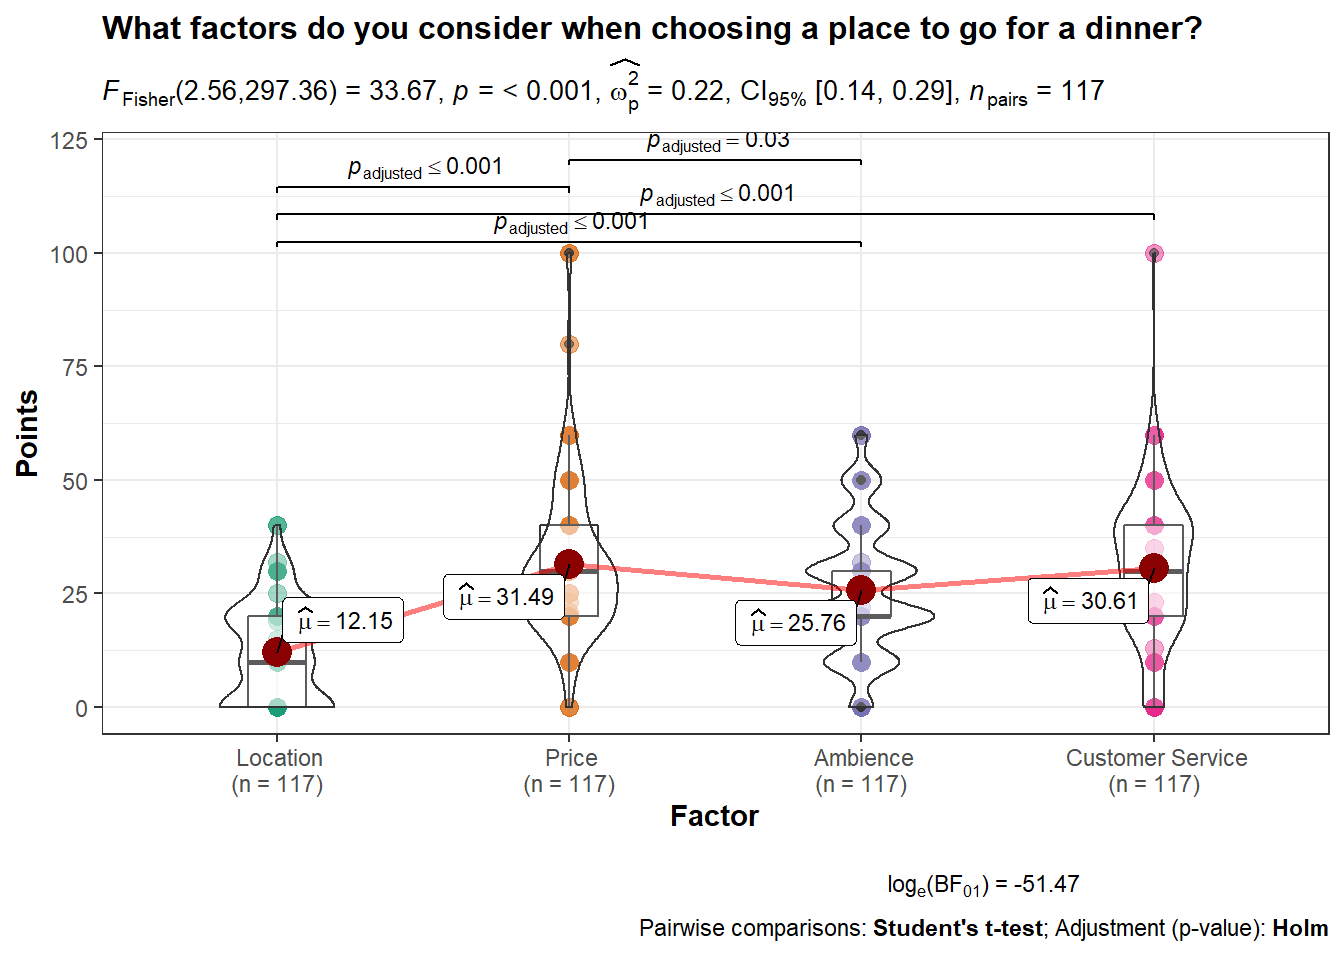 What factors do you consider when choosing a place to go for a dinner?
F Fisher(2.56,297.36) = 33.67, p = < 0.001, ω̂²p = 0.22, CI95% [0.14, 0.29], npairs = 117
125
padjusted = 0.03
padjusted ≤ 0.001
padjusted ≤ 0.001
padjusted ≤ 0.001
100
75
50
25
0
Points
μ̂ = 12.15
μ̂ = 31.49
μ̂ = 25.76
μ̂ = 30.61
Location
(n = 117)
Price
(n = 117)
Ambience
(n = 117)
Customer Service
(n = 117)
Factor
loge(BF01) = -51.47
Pairwise comparisons: Student's t-test; Adjustment (p-value): Holm